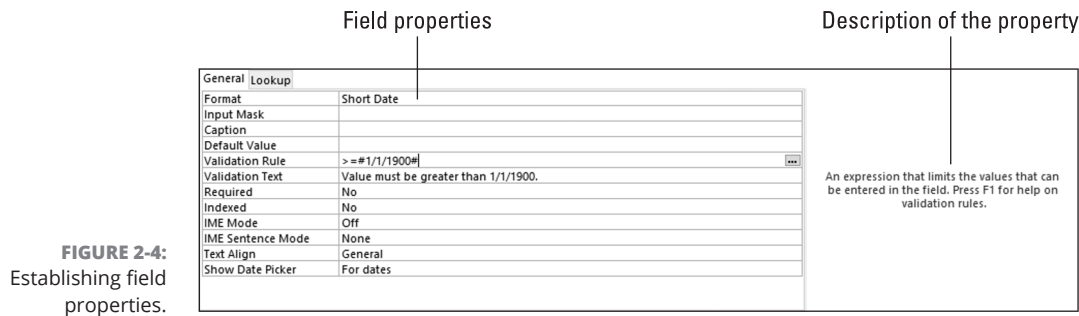 Field properties
Description of the property
General Lookup
Format Short Date
Input Mask
Caption
Default Value
Validation Rule >=#1/1/1900#
Validation Text Value must be greater than 1/1/1900.
Required No
Indexed No
IME Mode Off
IME Sentence Mode None
Text Align General
Show Date Picker For dates
An expression that limits the values that can
be entered in the field. Press F1 for help on
validation rules.
FIGURE 2-4:
Establishing field
properties.